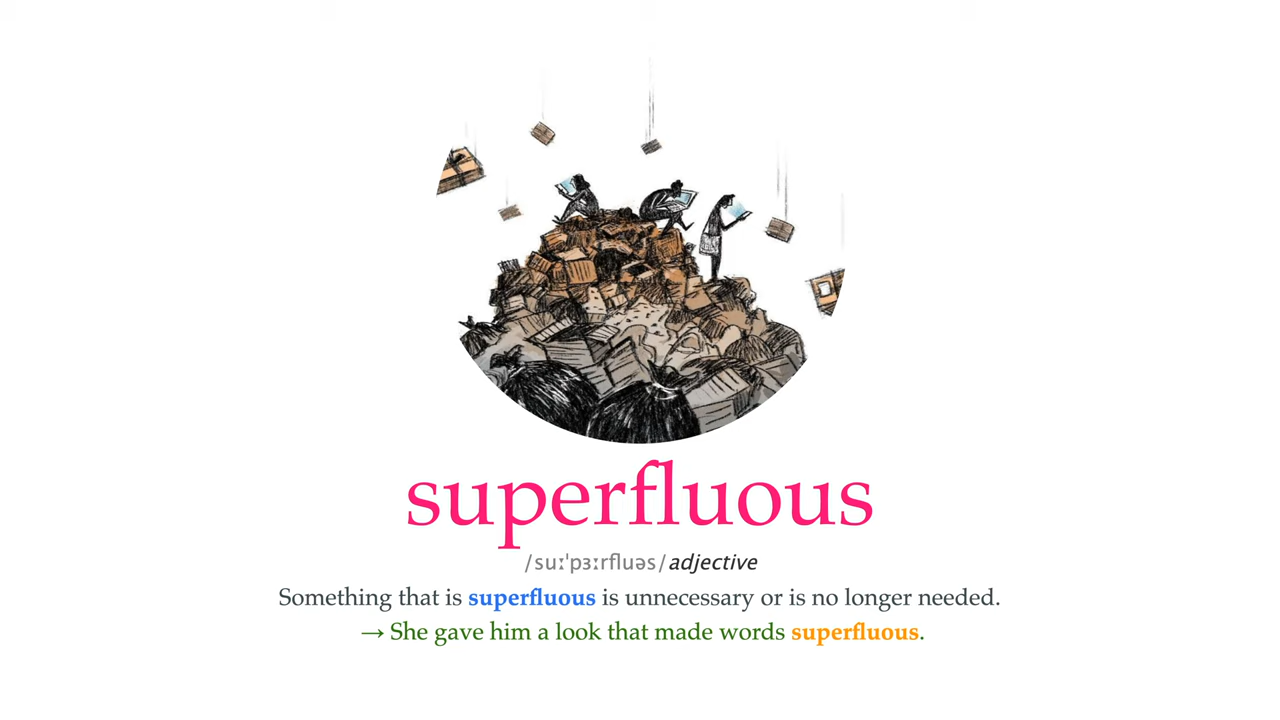 superfluous
/suːˈpɜːrfluəs/adjective
Something that is superfluous is unnecessary or is no longer needed.
→ She gave him a look that made words superfluous.